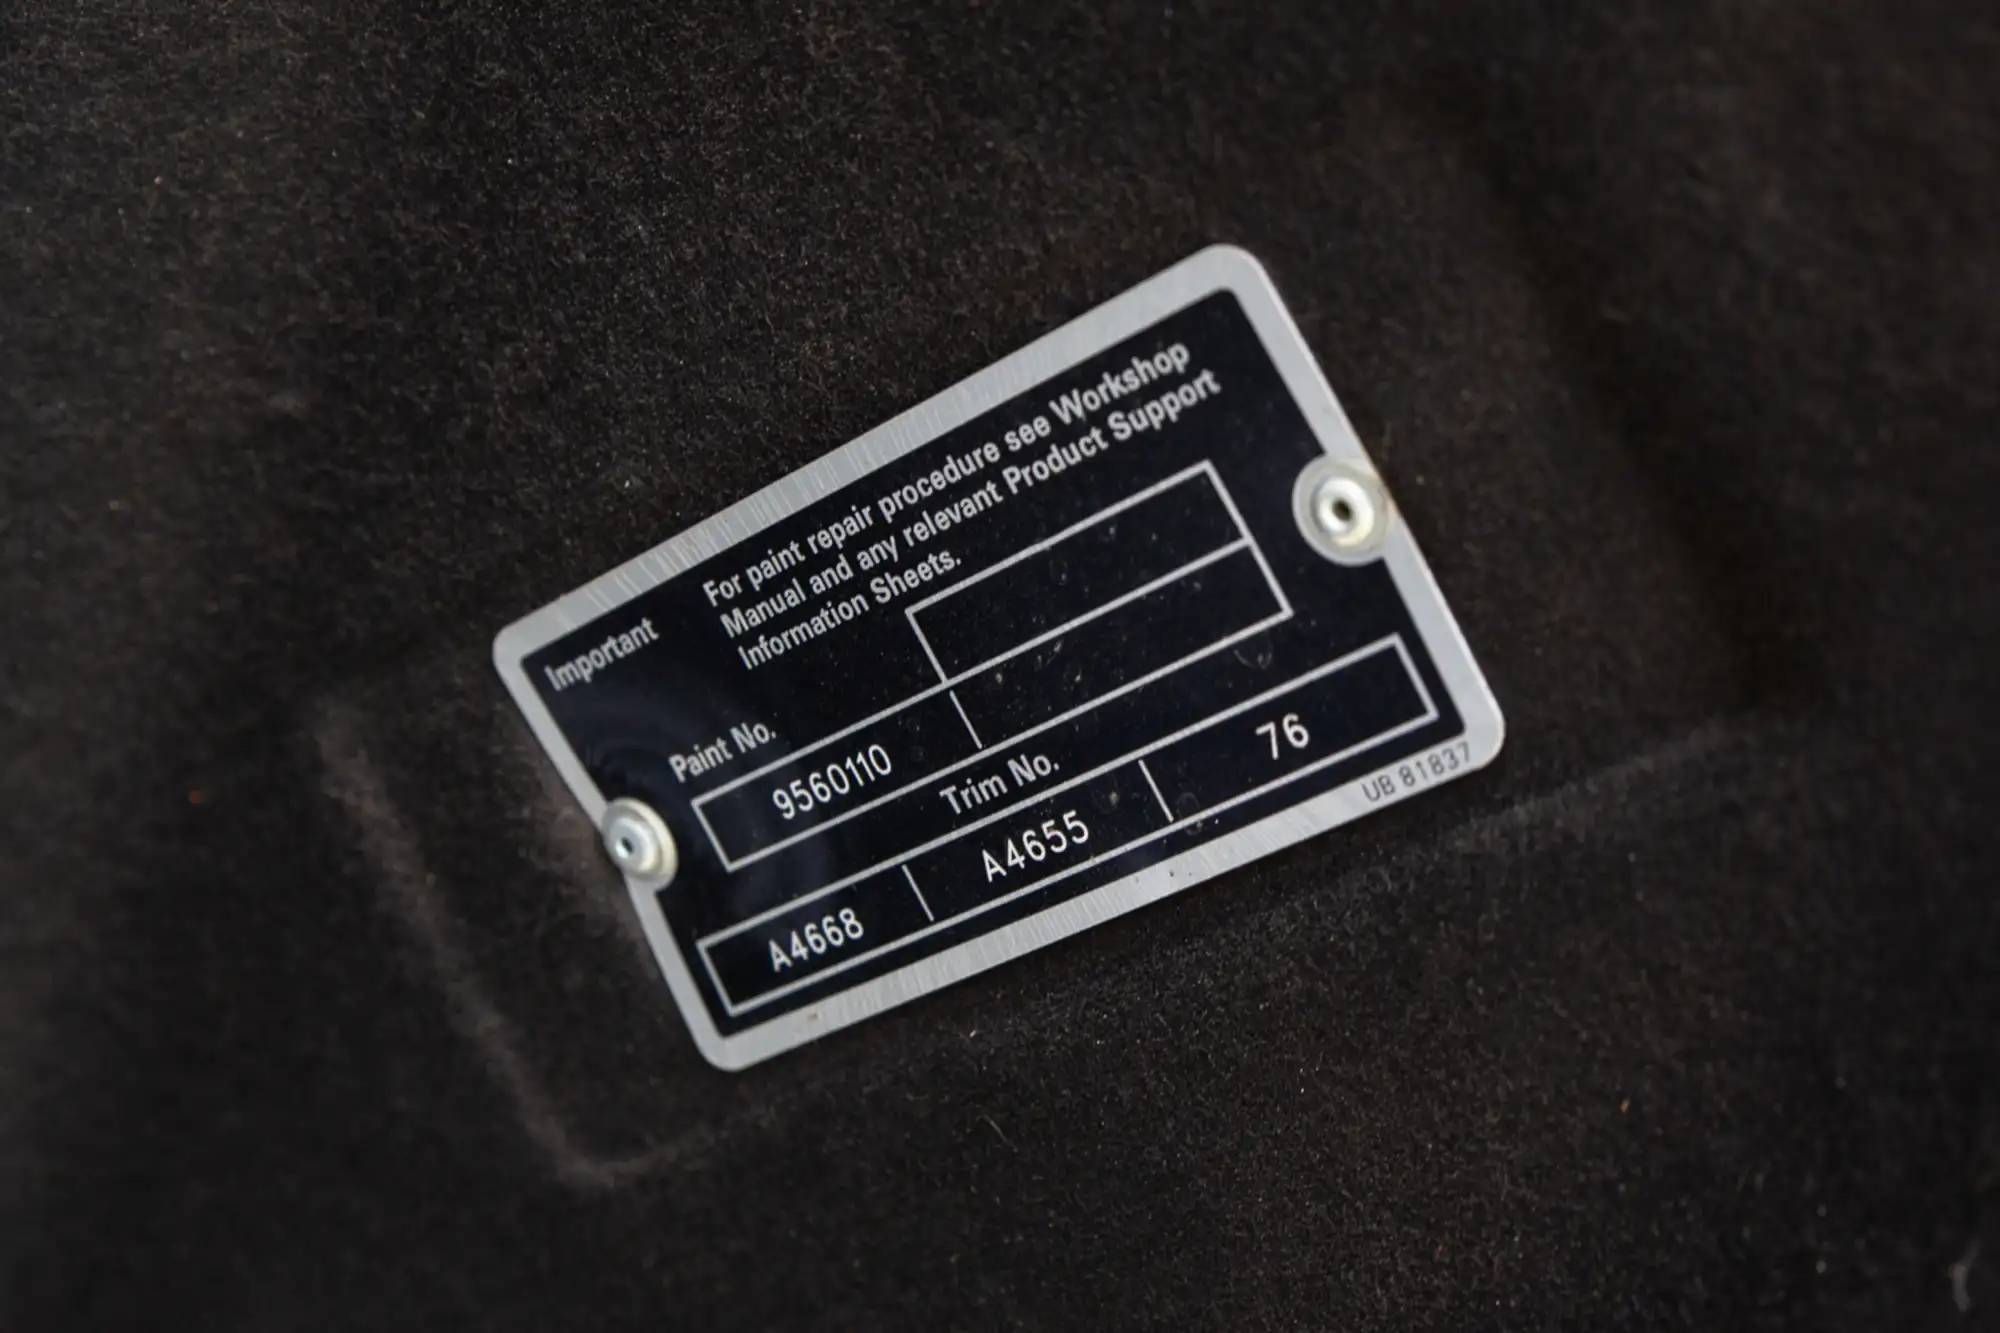 Important
For paint repair procedure see Workshop
Manual and any relevant Product Support
Information Sheets.
Paint No.
9560110
Trim No.
A4668 A4655 76
UB 81837